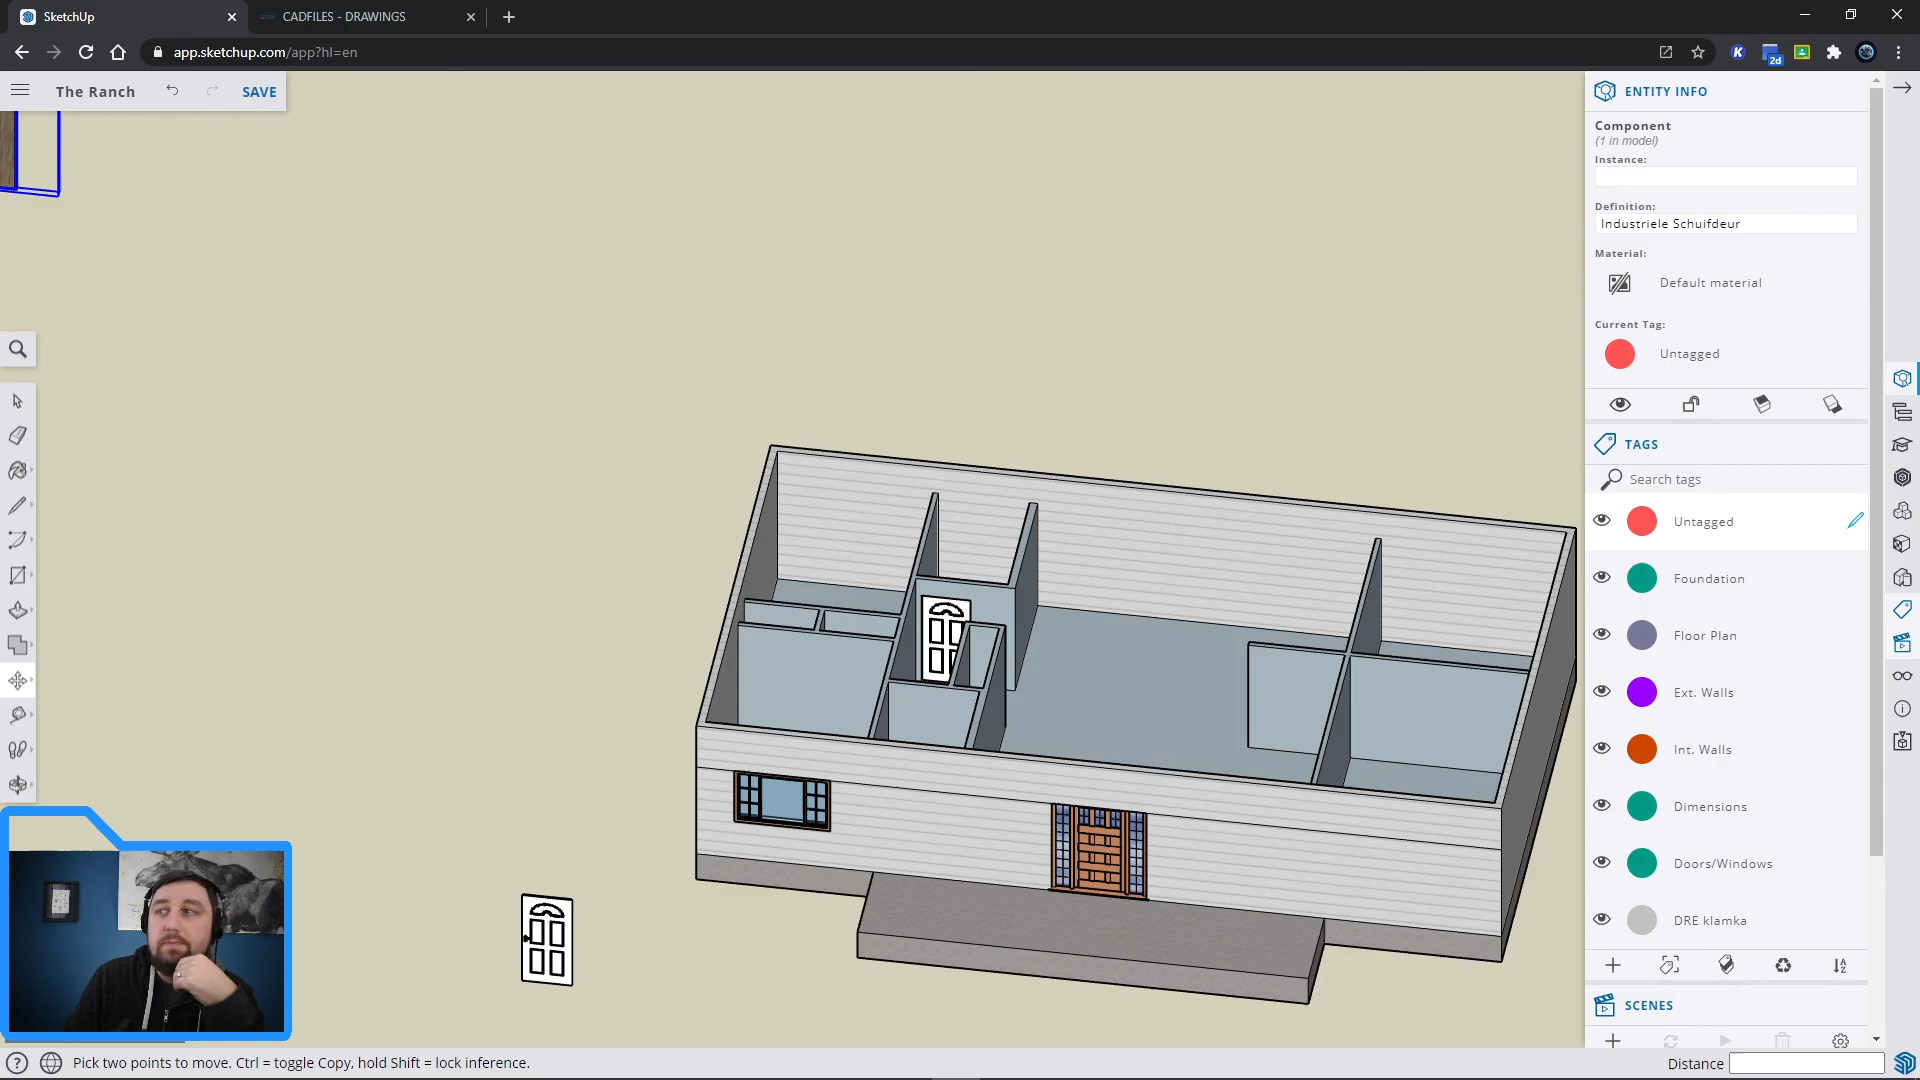 SketchUp
CADFILES - DRAWINGS
app.sketchup.com/app?hl=en
K
2d
The Ranch
SAVE
ENTITY INFO
Component
(1 in model)
Instance:
Definition:
Industriele Schuifdeur
Material:
Default material
Current Tag:
Untagged
TAGS
Search tags
Untagged
Foundation
Floor Plan
Ext. Walls
Int. Walls
Dimensions
Doors/Windows
DRE klamka
SCENES
Pick two points to move. Ctrl = toggle Copy, hold Shift = lock inference.
Distance